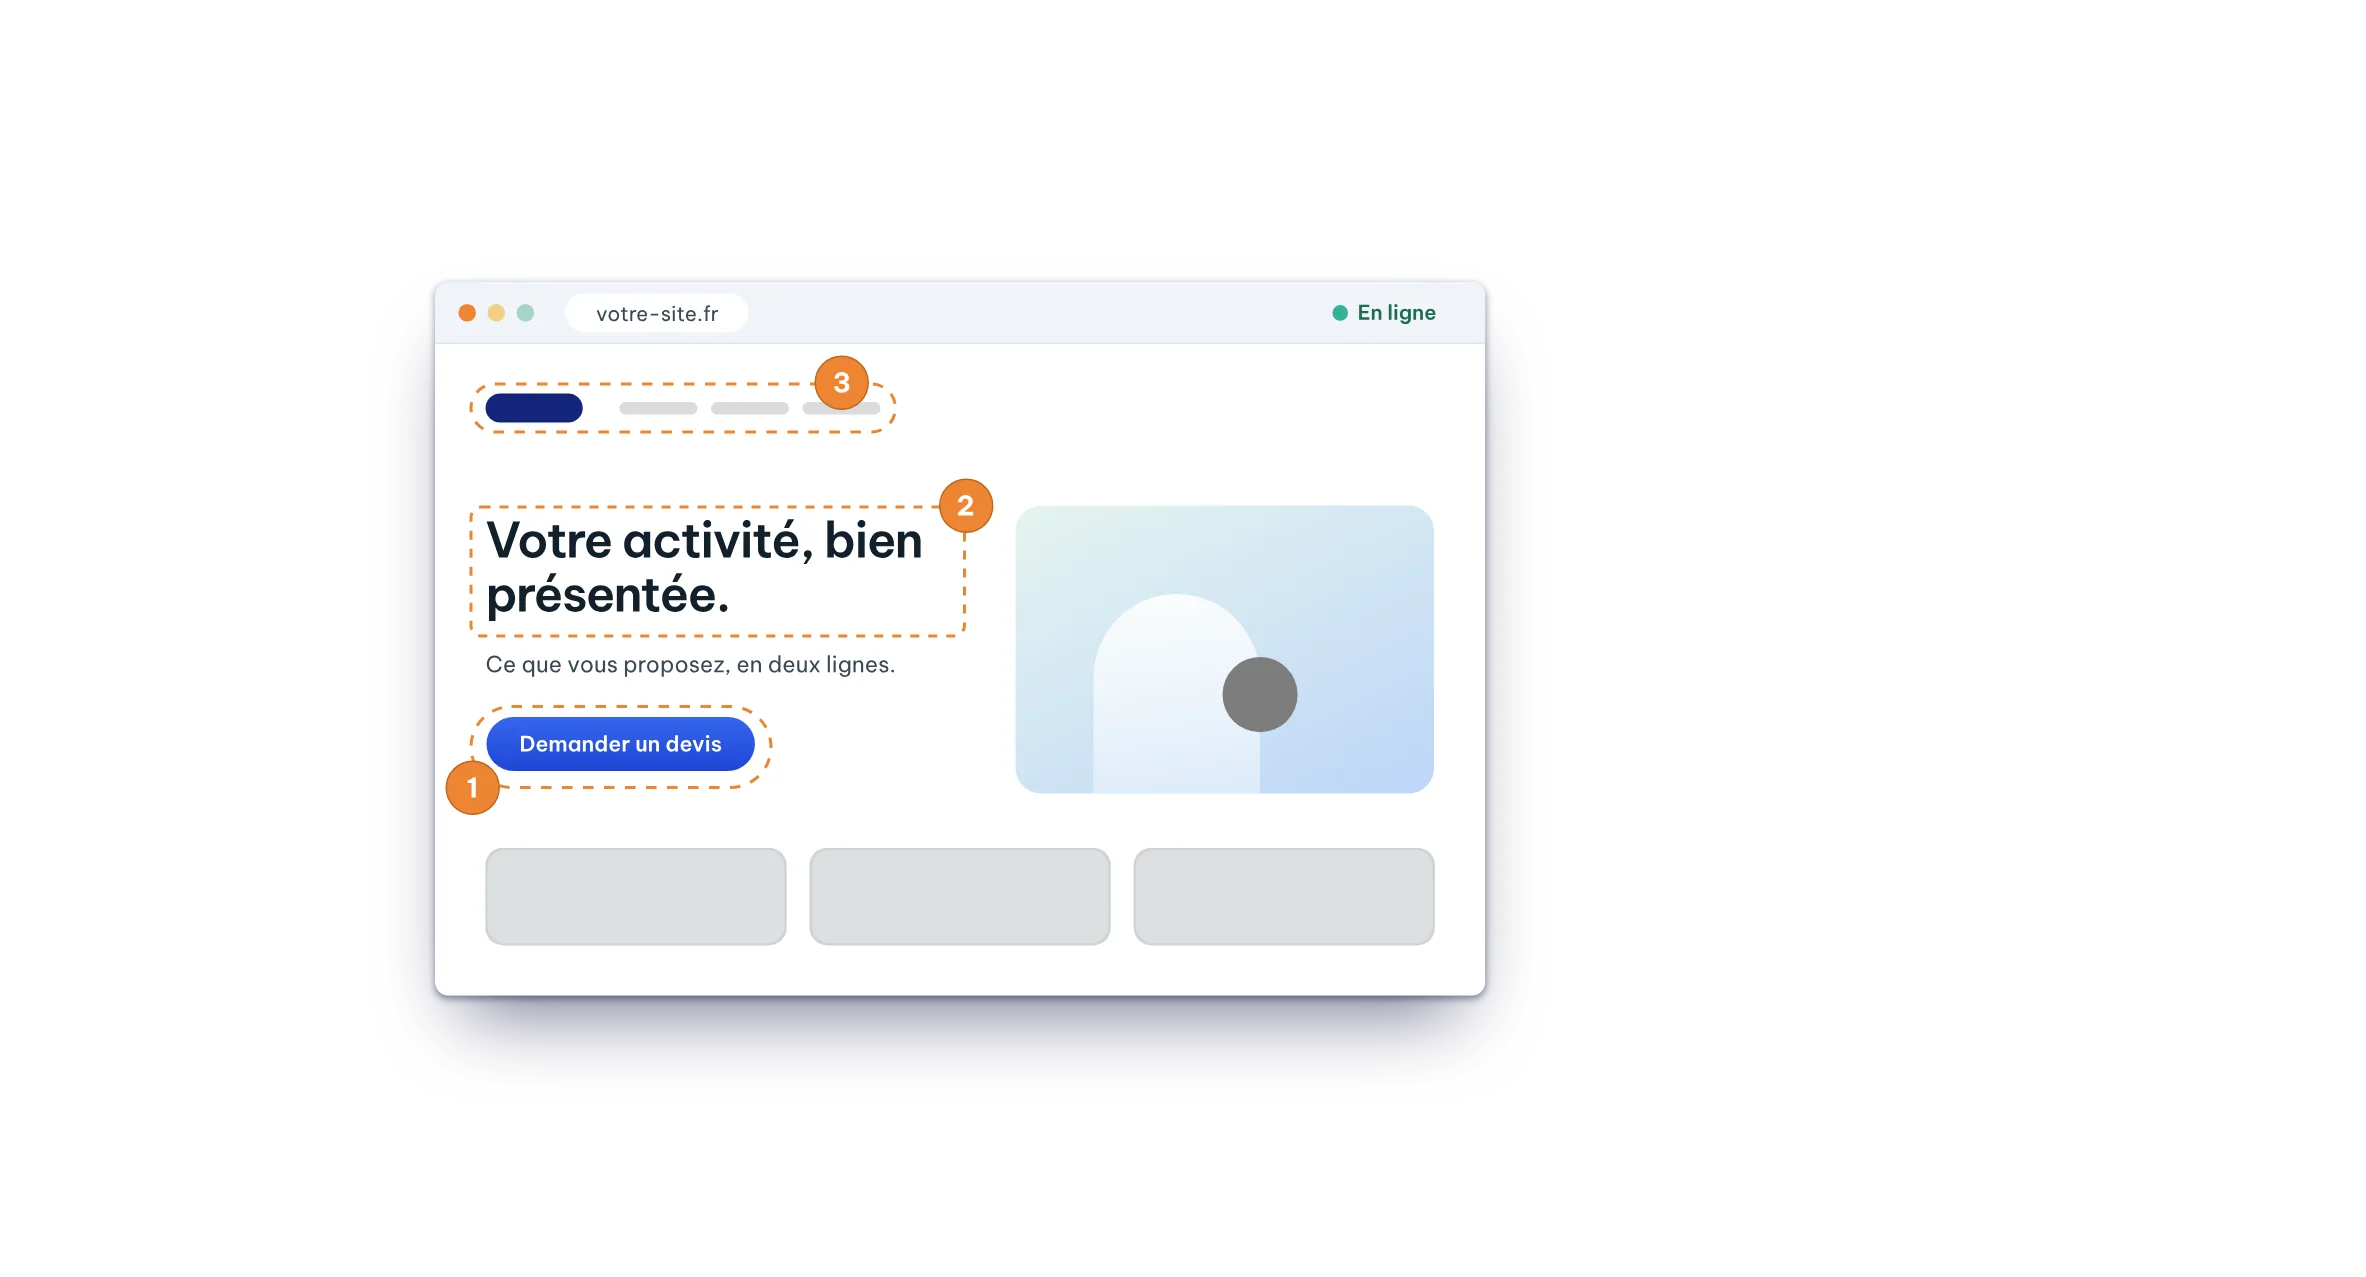 votre-site.fr
En ligne
3
2
Votre activité, bien
présentée.
Ce que vous proposez, en deux lignes.
Demander un devis
1